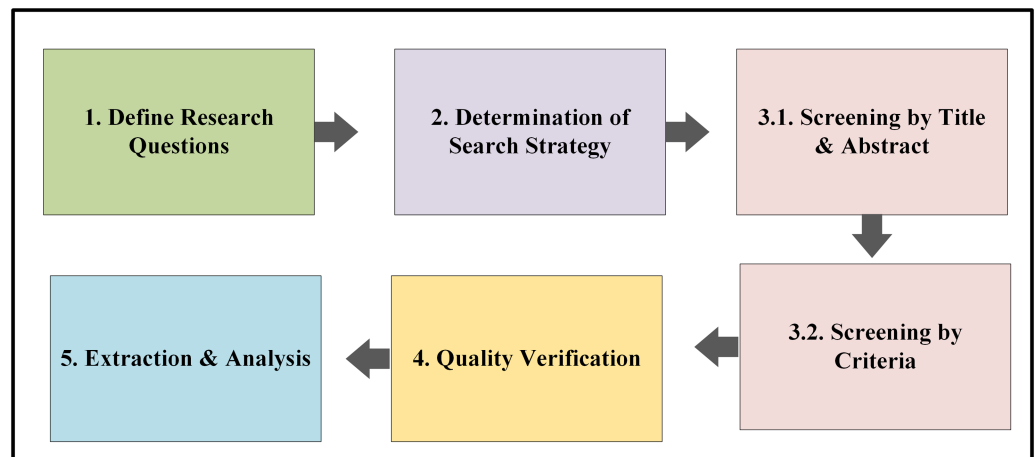 1. Define Research
Questions
2. Determination of
Search Strategy
3.1. Screening by Title
& Abstract
3.2. Screening by
Criteria
4. Quality Verification
5. Extraction & Analysis